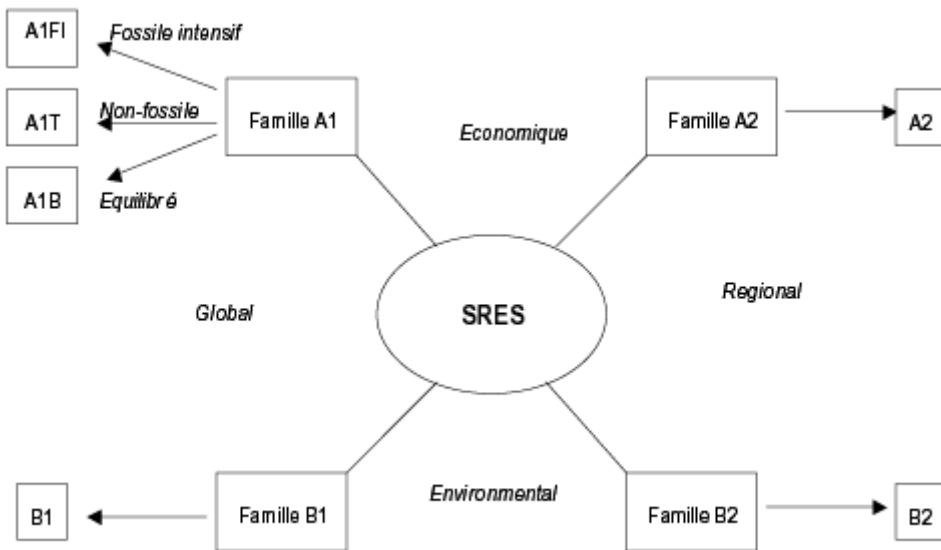 A1FI
Fossile intensif
A1T
Non-fossile
Famille A1
Economique
Famille A2
A2
A1B
Equilibré
Global
SRES
Regional
B1
Famille B1
Environmental
Famille B2
B2